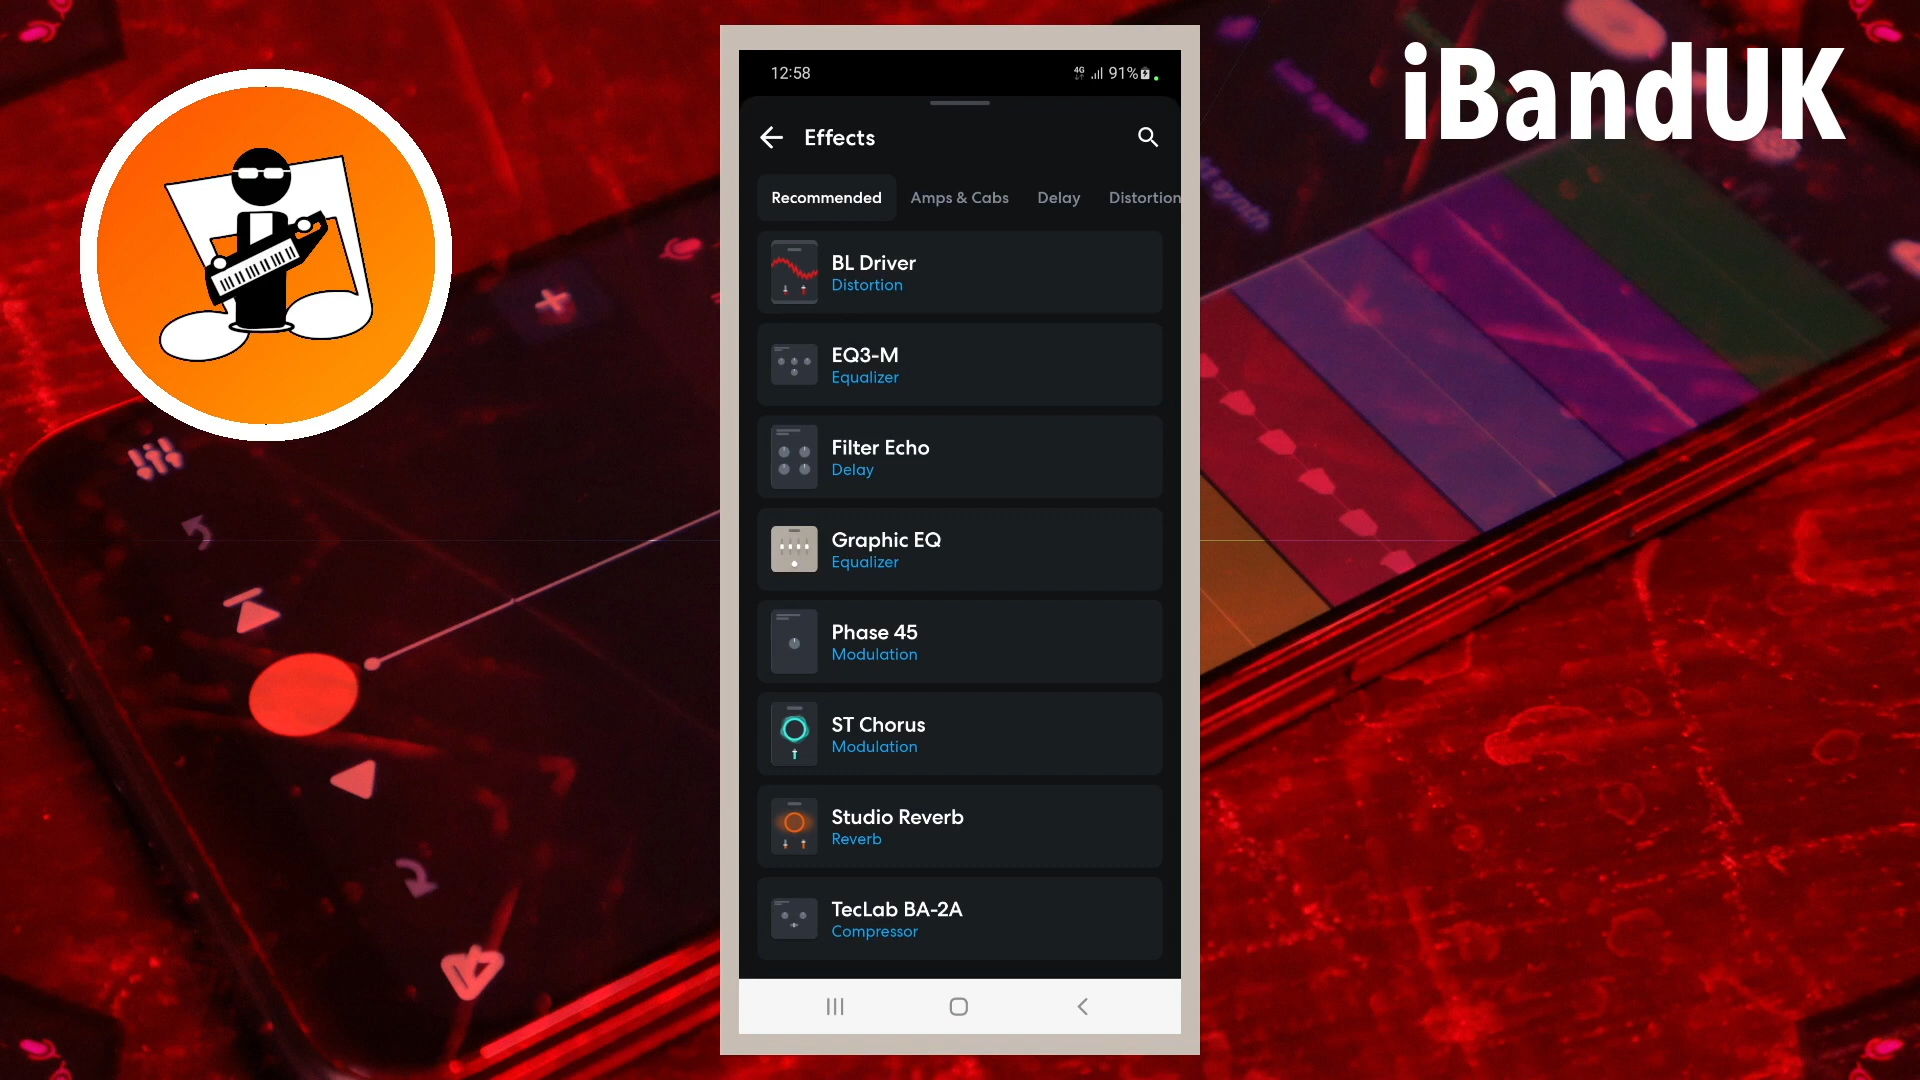 iBandUK
12:58
4G 91%
Effects
Recommended Amps & Cabs Delay Distortion
BL Driver
Distortion
EQ3-M
Equalizer
Filter Echo
Delay
Graphic EQ
Equalizer
Phase 45
Modulation
ST Chorus
Modulation
Studio Reverb
Reverb
TecLab BA-2A
Compressor